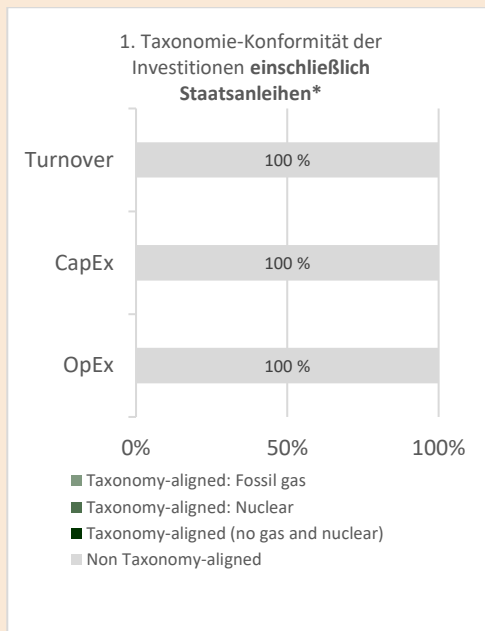 1. Taxonomie-Konformität der
Investitionen einschließlich
Staatsanleihen*
Turnover
100 %
CapEx
100 %
OpEx
100 %
0%
50%
100%
Taxonomy-aligned: Fossil gas
Taxonomy-aligned: Nuclear
Taxonomy-aligned (no gas and nuclear)
Non Taxonomy-aligned